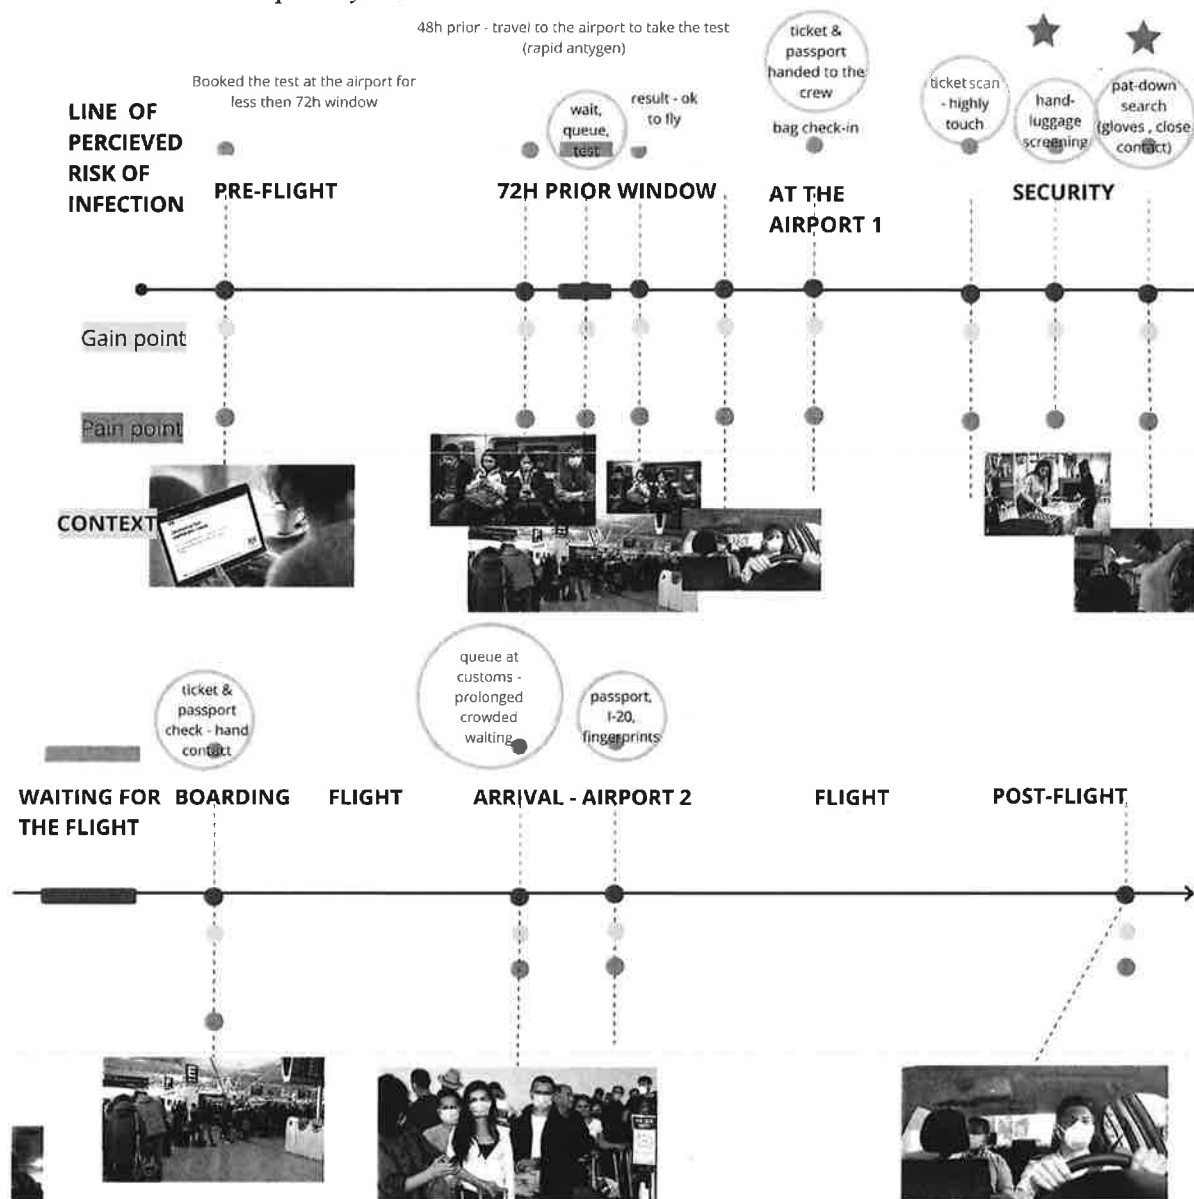 48h prior - travel to the airport to take the test
(rapid antygen)
Booked the test at the airport for
less then 72h window
wait,
queue,
test
result - ok
to fly
ticket &
passport
handed to the
crew
bag check-in
ticket scan
- highly
touch
hand-
luggage
screening
pat-down
search
(gloves , close
contact)
LINE OF
PERCIEVED
RISK OF
INFECTION
PRE-FLIGHT
72H PRIOR WINDOW
AT THE
AIRPORT 1
SECURITY
Gain point
Pain point
CONTEXT
ticket &
passport
check - hand
contact
queue at
customs -
prolonged
crowded
waiting
passport,
I-20,
fingerprints
WAITING FOR
THE FLIGHT
BOARDING
FLIGHT
ARRIVAL - AIRPORT 2
FLIGHT
POST-FLIGHT